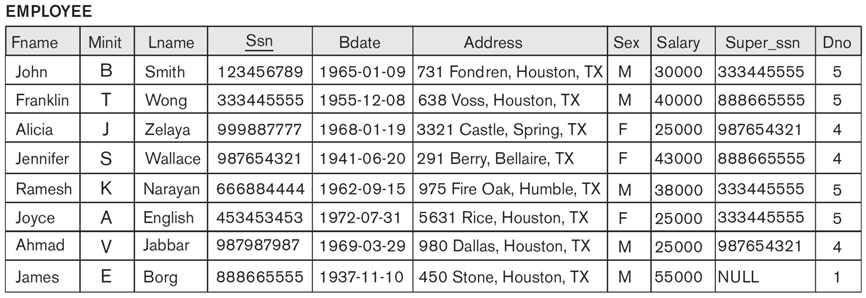 EMPLOYEE
Fname Minit Lname Ssn Bdate Address Sex Salary Super_ssn Dno
John B Smith 123456789 1965-01-09 731 Fondren, Houston, TX M 30000 333445555 5
Franklin T Wong 333445555 1955-12-08 638 Voss, Houston, TX M 40000 888665555 5
Alicia J Zelaya 999887777 1968-01-19 3321 Castle, Spring, TX F 25000 987654321 4
Jennifer S Wallace 987654321 1941-06-20 291 Berry, Bellaire, TX F 43000 888665555 4
Ramesh K Narayan 666884444 1962-09-15 975 Fire Oak, Humble, TX M 38000 333445555 5
Joyce A English 453453453 1972-07-31 5631 Rice, Houston, TX F 25000 333445555 5
Ahmad V Jabbar 987987987 1969-03-29 980 Dallas, Houston, TX M 25000 987654321 4
James E Borg 888665555 1937-11-10 450 Stone, Houston, TX M 55000 NULL 1